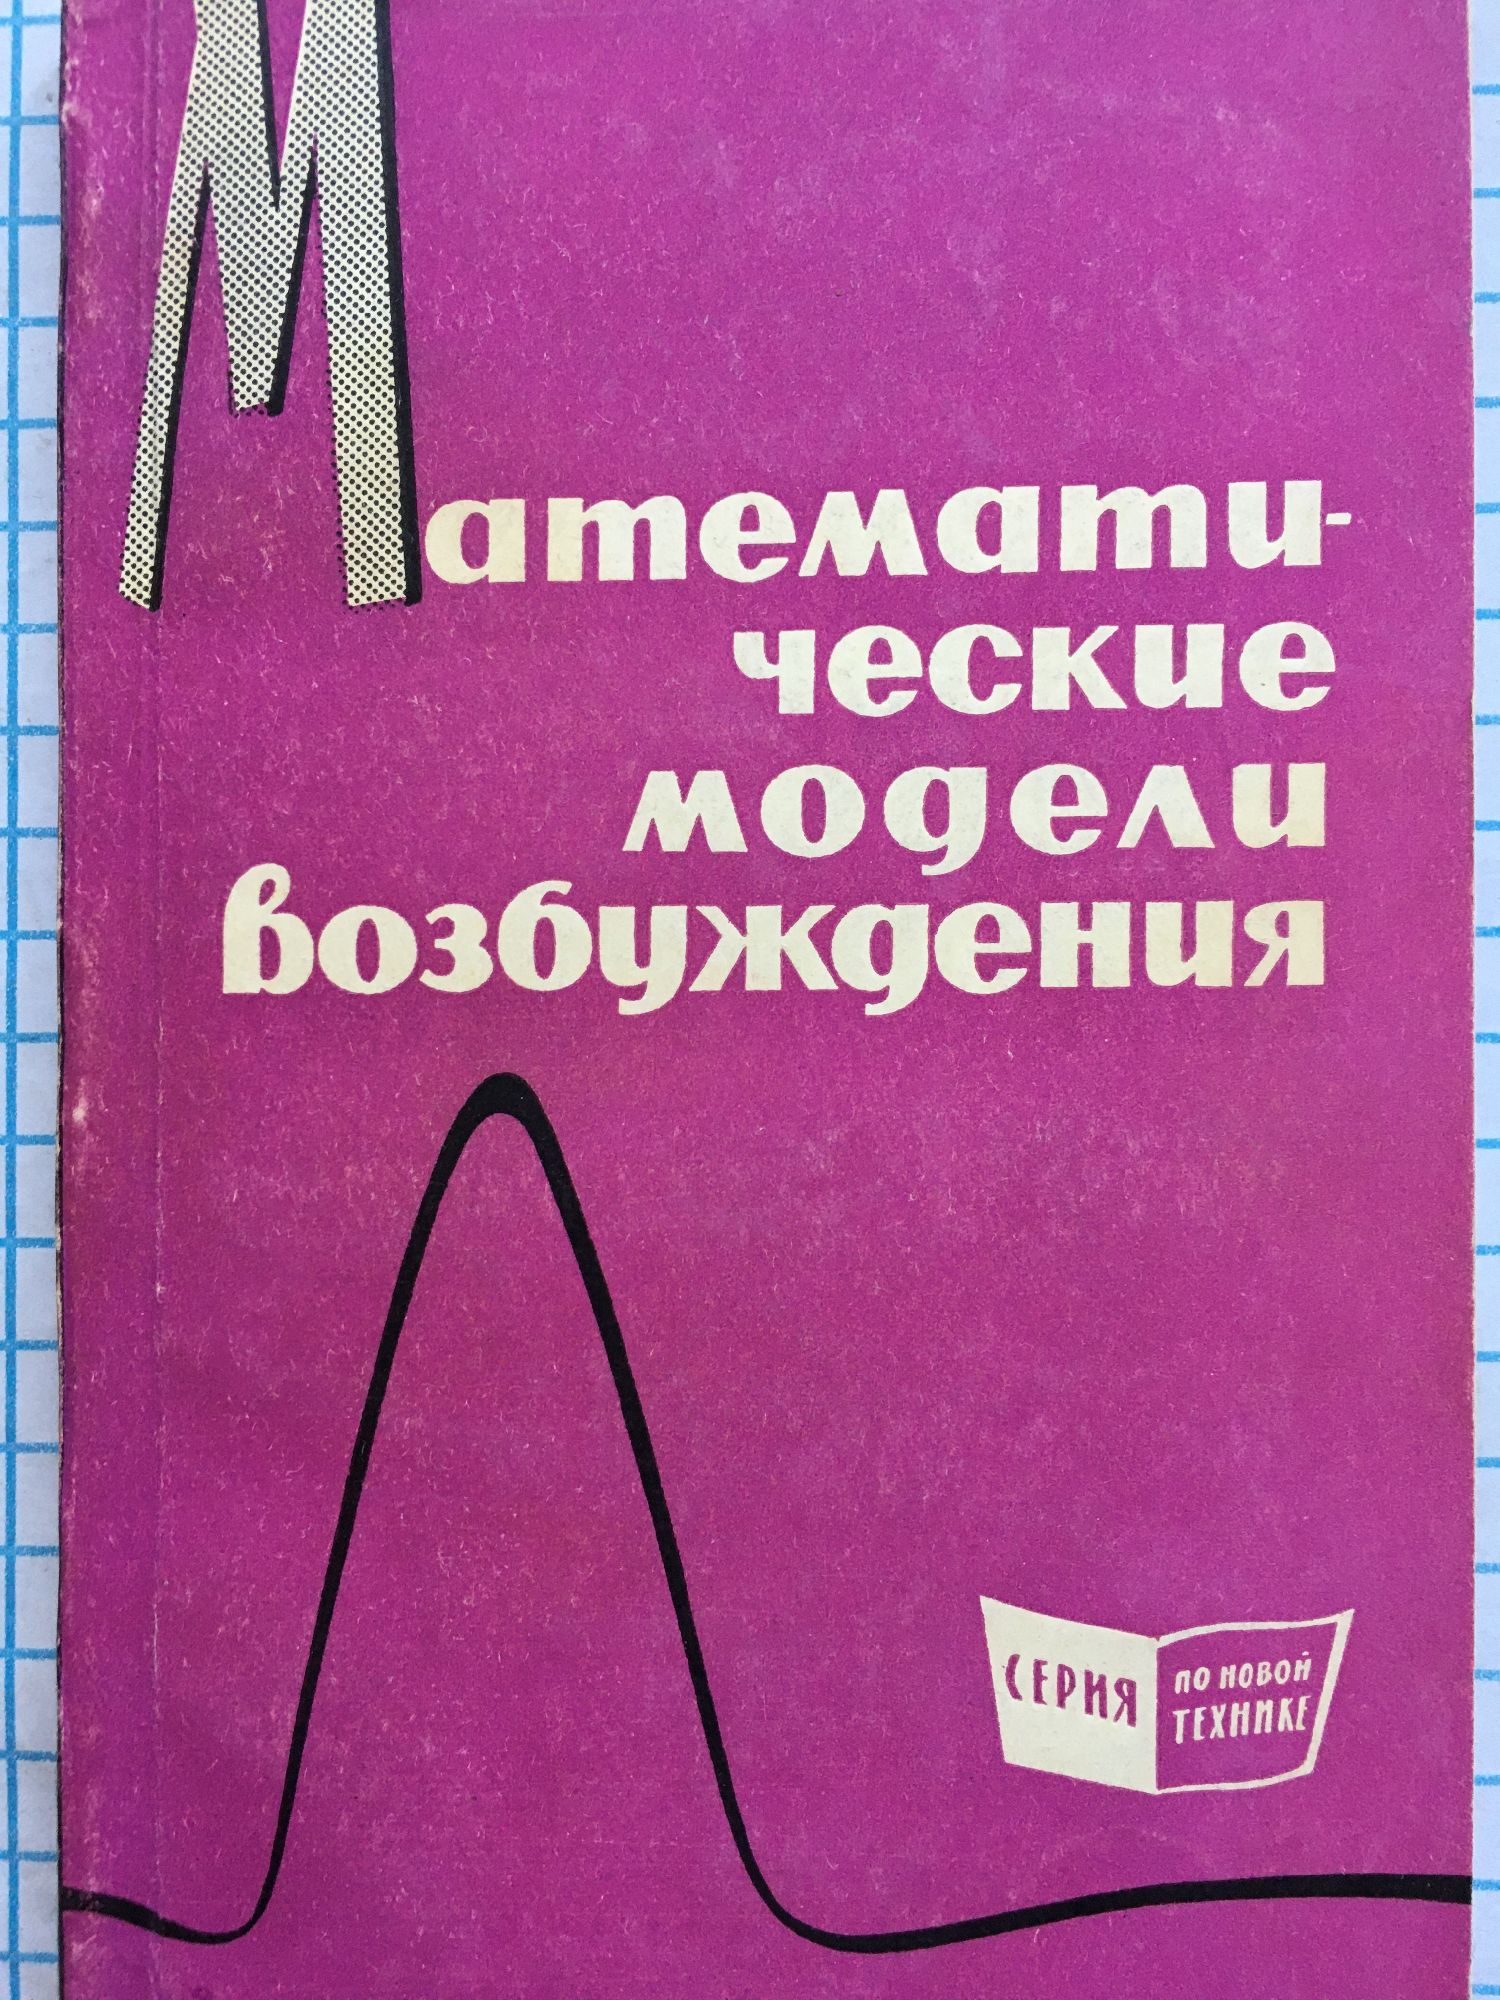 Математи-
ческие
модели
возбуждения
СЕРИЯ
ПО НОВОЙ
ТЕХНИКЕ